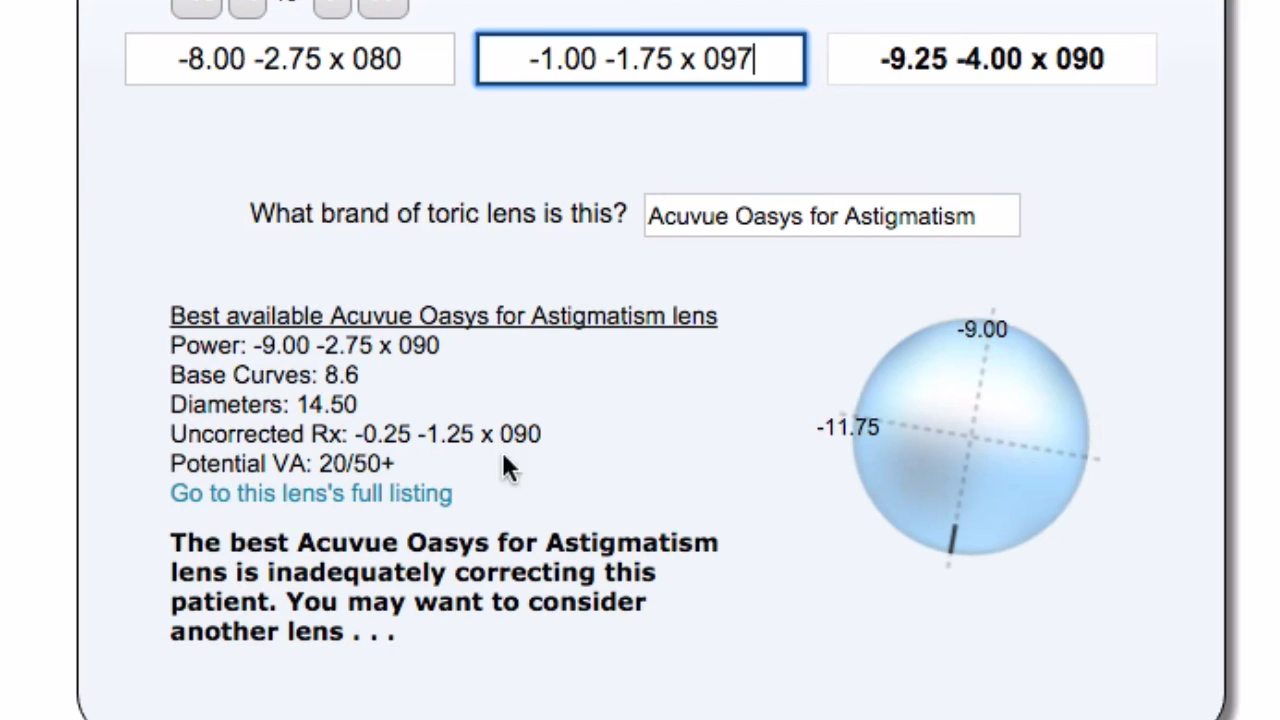 -8.00 -2.75 x 080
-1.00 -1.75 x 097
-9.25 -4.00 x 090
What brand of toric lens is this?
Acuvue Oasys for Astigmatism
Best available Acuvue Oasys for Astigmatism lens
Power: -9.00 -2.75 x 090
Base Curves: 8.6
Diameters: 14.50
Uncorrected Rx: -0.25 -1.25 x 090
Potential VA: 20/50+
Go to this lens's full listing
The best Acuvue Oasys for Astigmatism
lens is inadequately correcting this
patient. You may want to consider
another lens . . .
-9.00
-11.75